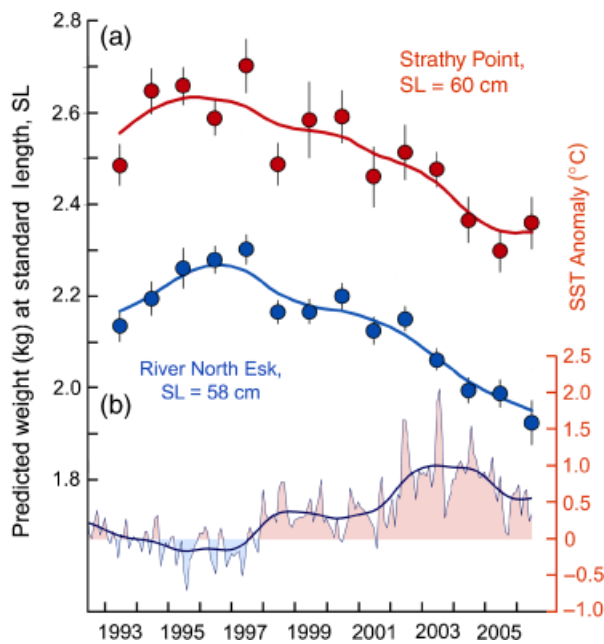 (a)
Strathy Point,
SL = 60 cm
Predicted weight (kg) at standard length, SL
2.8
2.6
2.4
2.2
2.0
1.8
River North Esk,
SL = 58 cm
(b)
SST Anomaly (°C)
2.5
2.0
1.5
1.0
0.5
0
−0.5
−1.0
1993 1995 1997 1999 2001 2003 2005